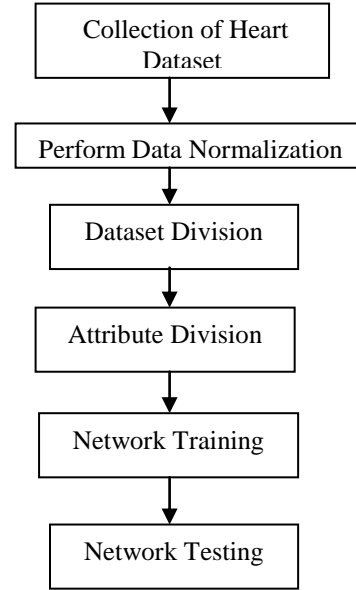 Collection of Heart
Dataset
Perform Data Normalization
Dataset Division
Attribute Division
Network Training
Network Testing